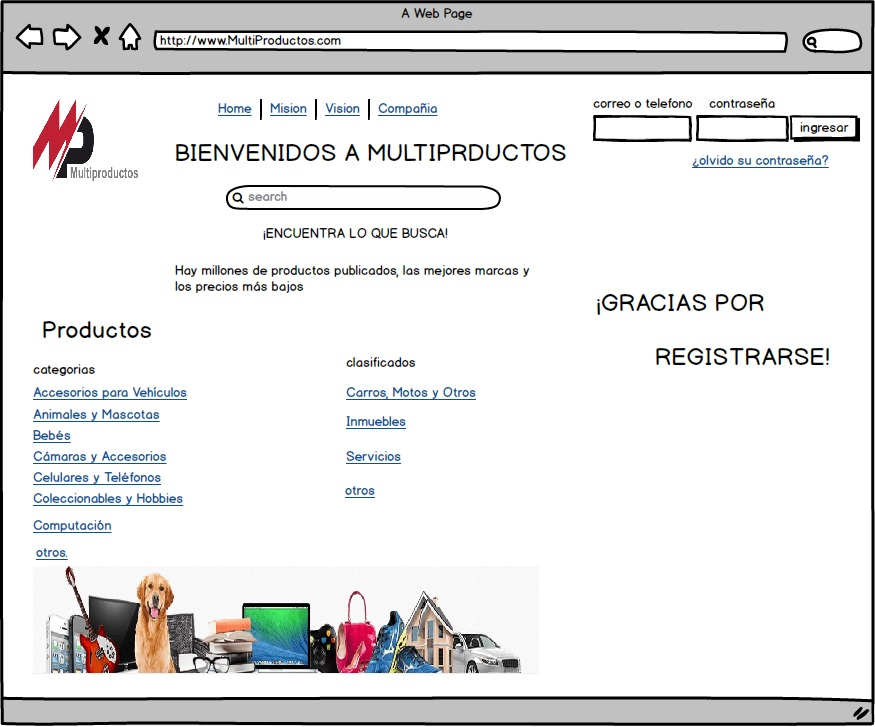 A Web Page
http://www.MultiProductos.com
Home
Mision
Vision
Compañia
correo o telefono
contraseña
ingresar
¿olvido su contraseña?
Multiproductos
BIENVENIDOS A MULTIPRDUCTOS
search
¡ENCUENTRA LO QUE BUSCA!
Hay millones de productos publicados, las mejores marcas y
los precios más bajos
¡GRACIAS POR
REGISTRARSE!
Productos
categorias
Accesorios para Vehículos
Animales y Mascotas
Bebés
Cámaras y Accesorios
Celulares y Teléfonos
Coleccionables y Hobbies
Computación
otros.
clasificados
Carros, Motos y Otros
Inmuebles
Servicios
otros